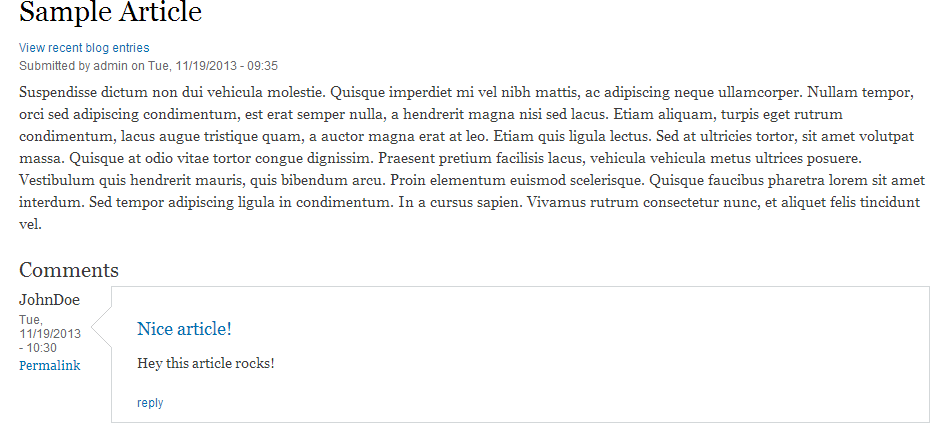 Sample Article
View recent blog entries
Submitted by admin on Tue, 11/19/2013 - 09:35
Suspendisse dictum non dui vehicula molestie. Quisque imperdiet mi vel nibh mattis, ac adipiscing neque ullamcorper. Nullam tempor,
orci sed adipiscing condimentum, est erat semper nulla, a hendrerit magna nisi sed lacus. Etiam aliquam, turpis eget rutrum
condimentum, lacus augue tristique quam, a auctor magna erat at leo. Etiam quis ligula lectus. Sed at ultricies tortor, sit amet volutpat
massa. Quisque at odio vitae tortor congue dignissim. Praesent pretium facilisis lacus, vehicula vehicula metus ultrices posuere.
Vestibulum quis hendrerit mauris, quis bibendum arcu. Proin elementum euismod scelerisque. Quisque faucibus pharetra lorem sit amet
interdum. Sed tempor adipiscing ligula in condimentum. In a cursus sapien. Vivamus rutrum consectetur nunc, et aliquet felis tincidunt
vel.
Comments
JohnDoe
Tue,
11/19/2013
- 10:30
Permalink
Nice article!
Hey this article rocks!
reply